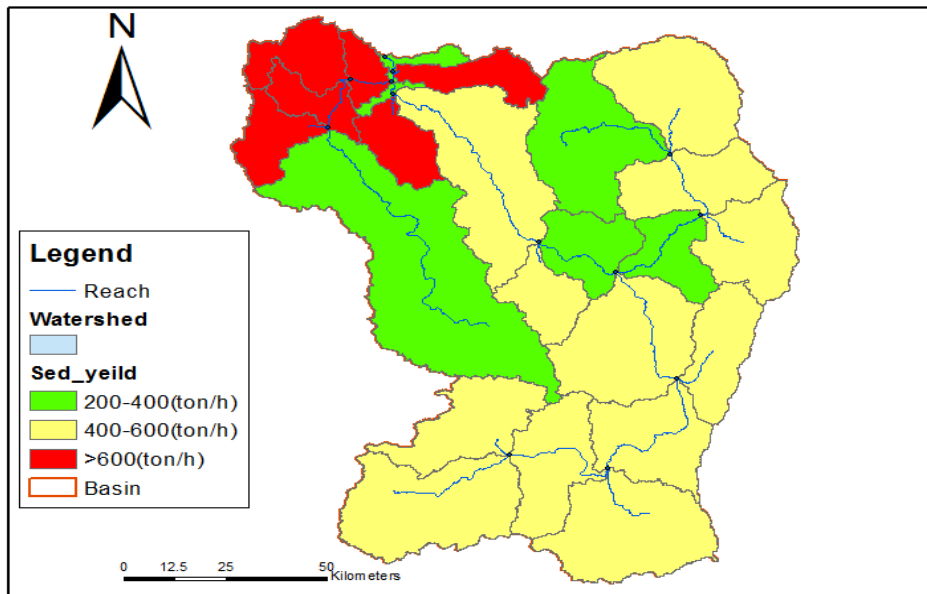 N
Legend
Reach
Watershed
Sed_yeild
200-400(ton/h)
400-600(ton/h)
>600(ton/h)
Basin
0 12.5 25 50
Kilometers